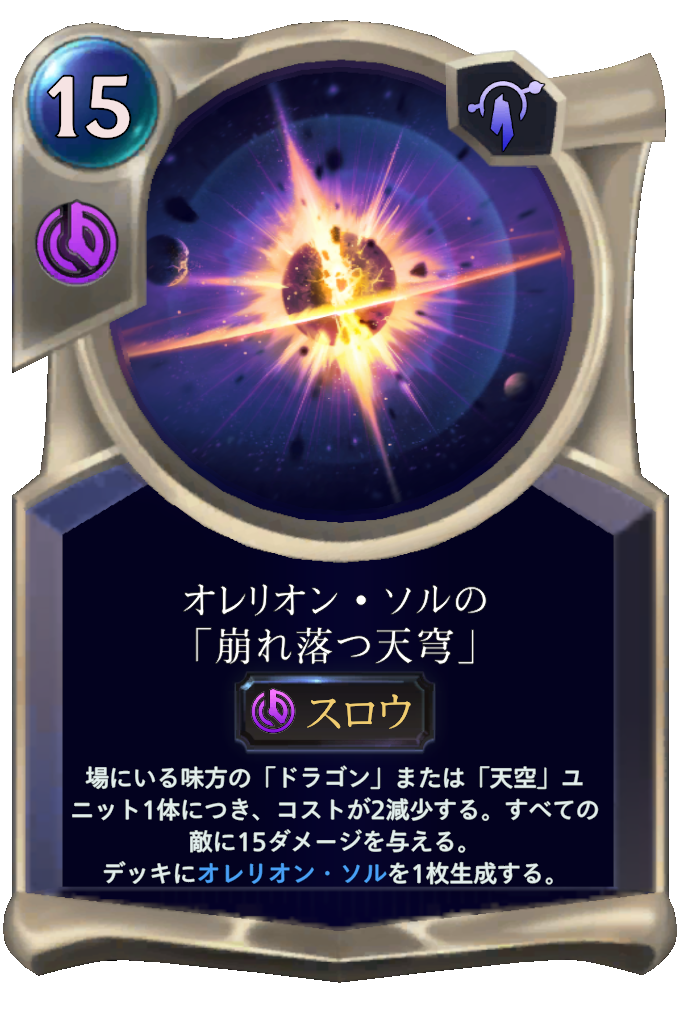 15
オレリオン・ソルの
「崩れ落つ天穹」
スロウ
場にいる味方の「ドラゴン」または「天空」ユ
ニット1体につき、コストが2減少する。すべての
敵に15ダメージを与える。
デッキにオレリオン・ソルを1枚生成する。